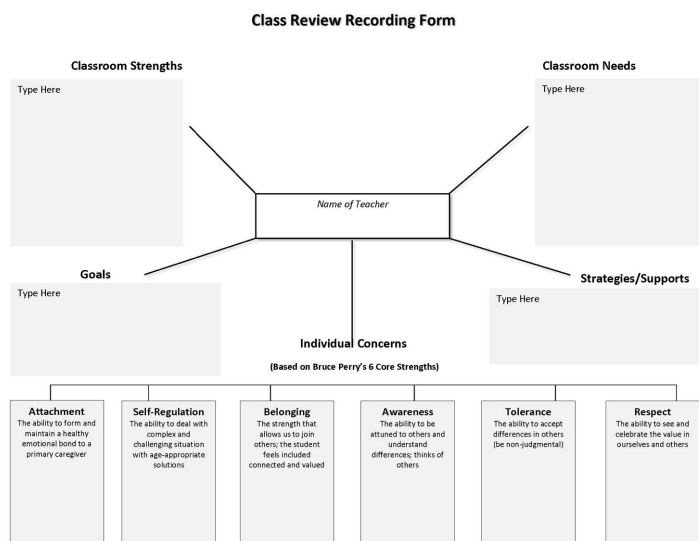 Class Review Recording Form
Classroom Strengths
Classroom Needs
Type Here
Type Here
Name of Teacher
Goals
Strategies/Supports
Type Here
Type Here
Individual Concerns
(Based on Bruce Perry's 6 Core Strengths)
Attachment
The ability to form and
maintain a healthy
emotional bond to a
primary caregiver
Self-Regulation
The ability to deal with
complex and
challenging situation
with age-appropriate
solutions
Belonging
The strength that
allows us to join
others; the student
feels included
connected and valued
Awareness
The ability to be
attuned to others and
understand
differences; thinks of
others
Tolerance
The ability to accept
differences in others
(be non-judgmental)
Respect
The ability to see and
celebrate the value in
ourselves and others